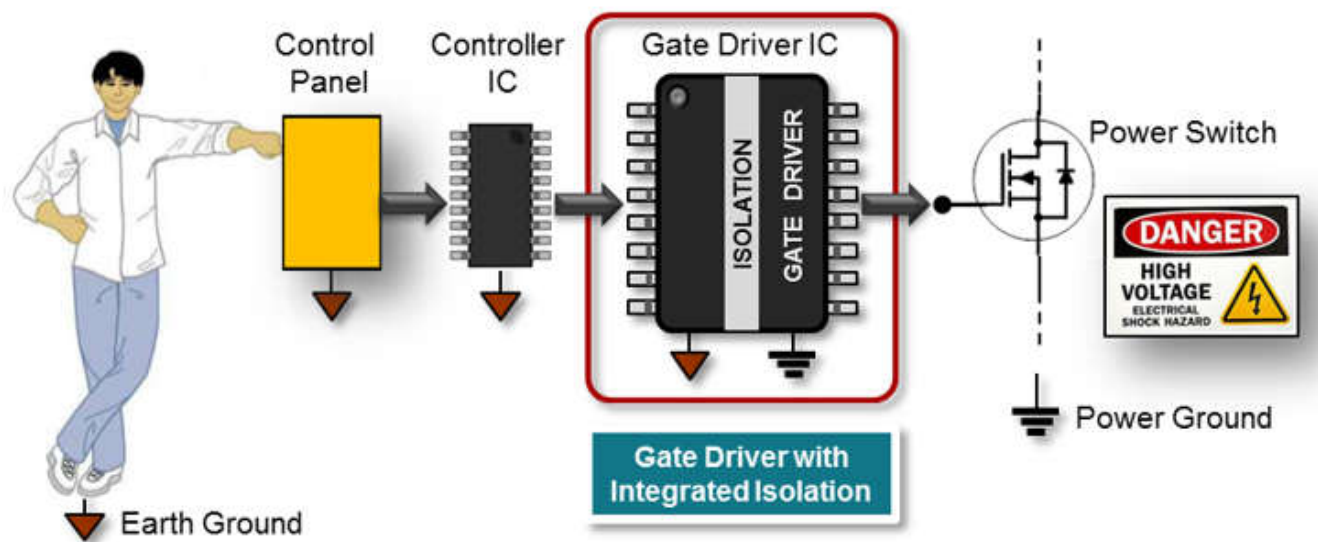 Control
Panel
Controller
IC
Gate Driver IC
ISOLATION
GATE DRIVER
Power Switch
DANGER
HIGH
VOLTAGE
ELECTRICAL
SHOCK HAZARD
Power Ground
Gate Driver with
Integrated Isolation
Earth Ground